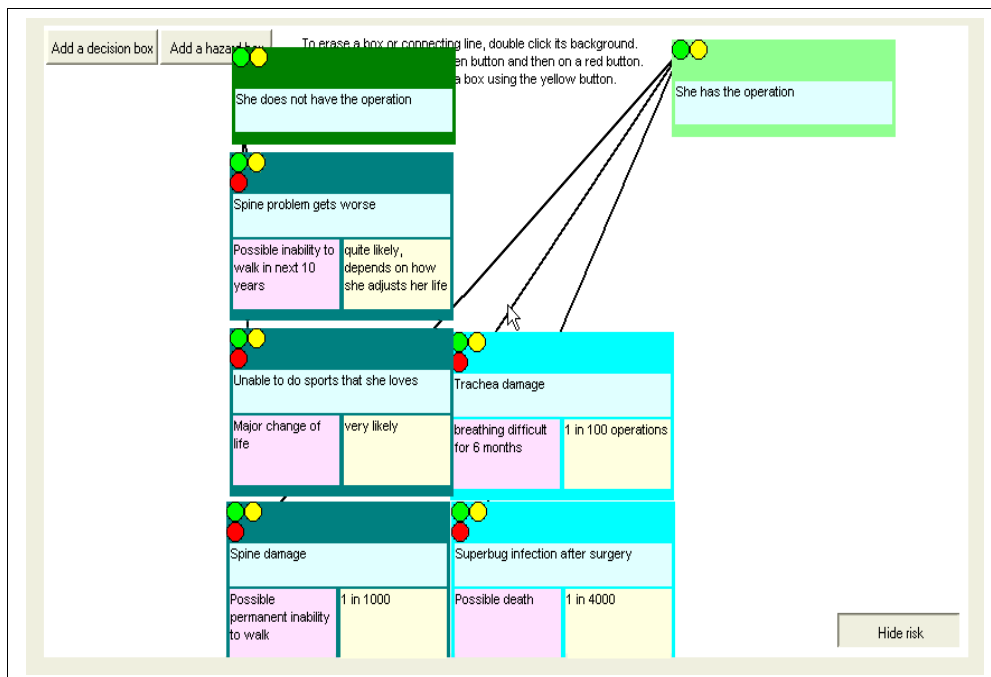 Add a decision box
Add a hazard box
To erase a box or connecting line, double click its background.
en button and then on a red button.
a box using the yellow button.
She does not have the operation
She has the operation
Spine problem gets worse
Possible inability to
walk in next 10
years
quite likely,
depends on how
she adjusts her life
Unable to do sports that she loves
Major change of
life
very likely
Trachea damage
breathing difficult
for 6 months
1 in 100 operations
Spine damage
Possible
permanent inability
to walk
1 in 1000
Superbug infection after surgery
Possible death
1 in 4000
Hide risk